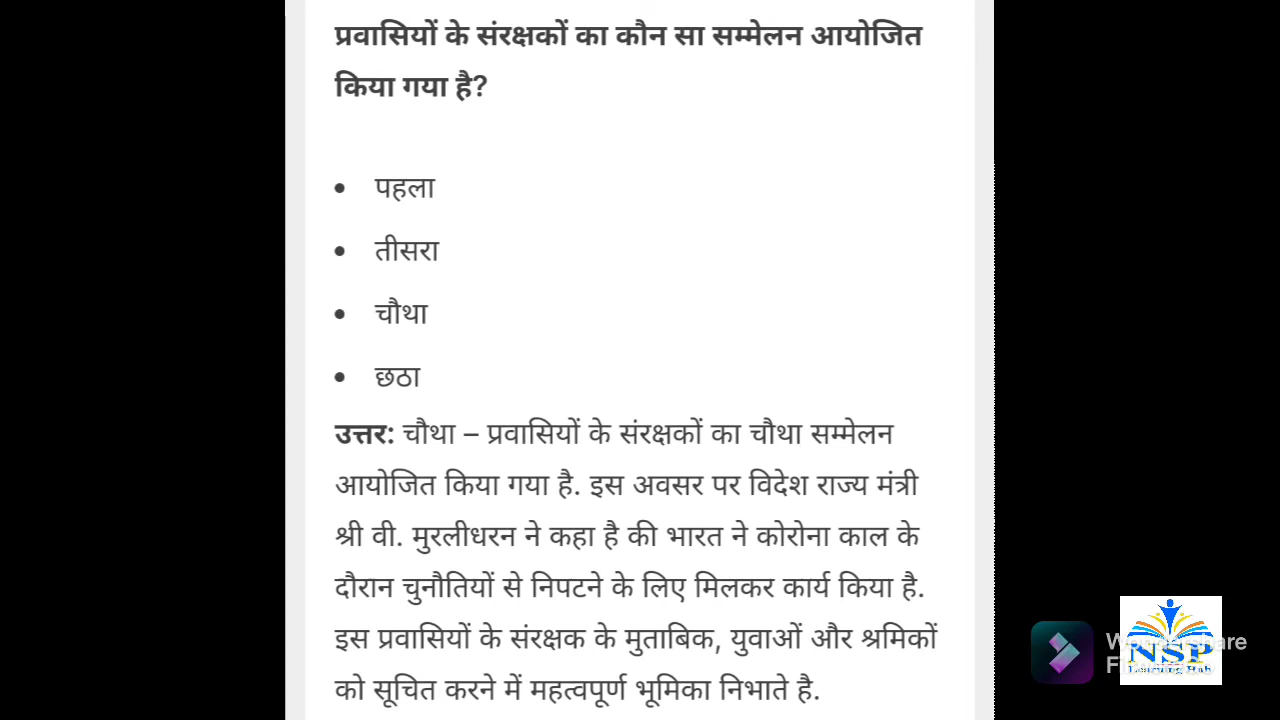 प्रवासियों के संरक्षकों का कौन सा सम्मेलन आयोजित
किया गया है?
• पहला
• तीसरा
• चौथा
• छठा
उत्तर: चौथा – प्रवासियों के संरक्षकों का चौथा सम्मेलन
आयोजित किया गया है. इस अवसर पर विदेश राज्य मंत्री
श्री वी. मुरलीधरन ने कहा है की भारत ने कोरोना काल के
दौरान चुनौतियों से निपटने के लिए मिलकर कार्य किया है.
इस प्रवासियों के संरक्षक के मुताबिक, युवाओं और श्रमिकों
को सूचित करने में महत्वपूर्ण भूमिका निभाते है.
Wondershare
NSP